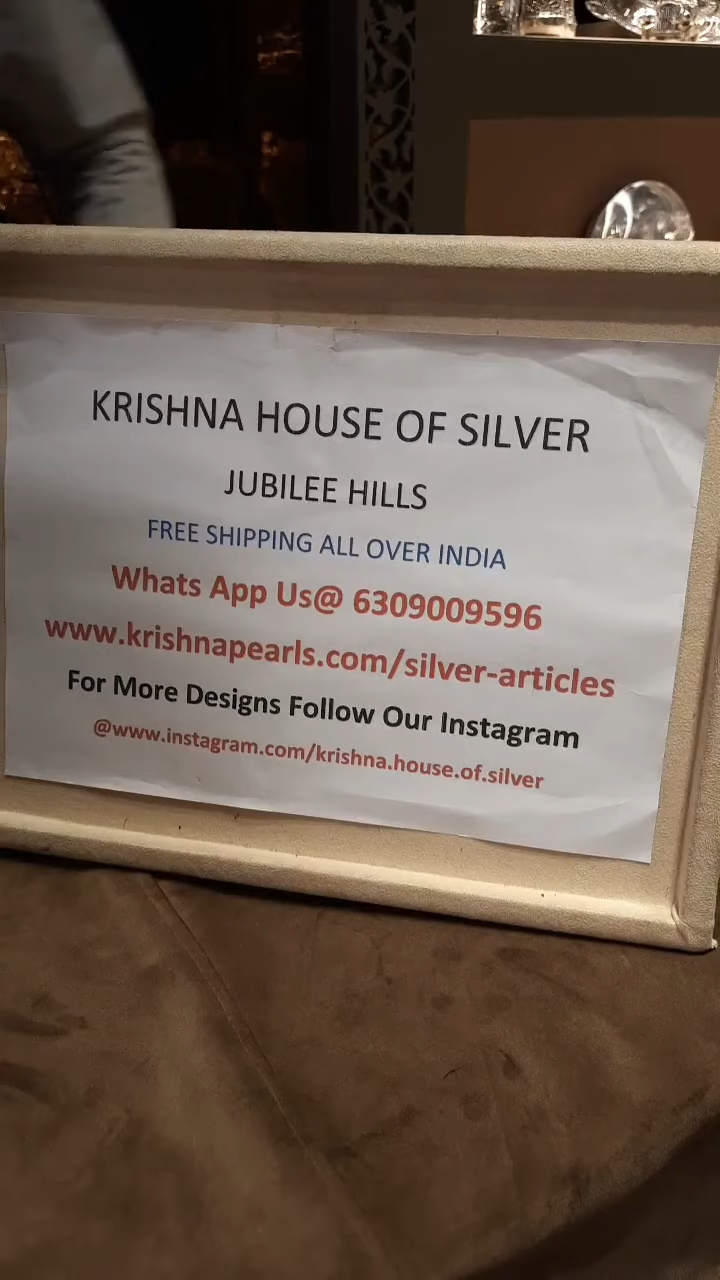 KRISHNA HOUSE OF SILVER
JUBILEE HILLS
FREE SHIPPING ALL OVER INDIA
Whats App Us@ 6309009596
www.krishnapearls.com/silver-articles
For More Designs Follow Our Instagram
@www.instagram.com/krishna.house.of.silver